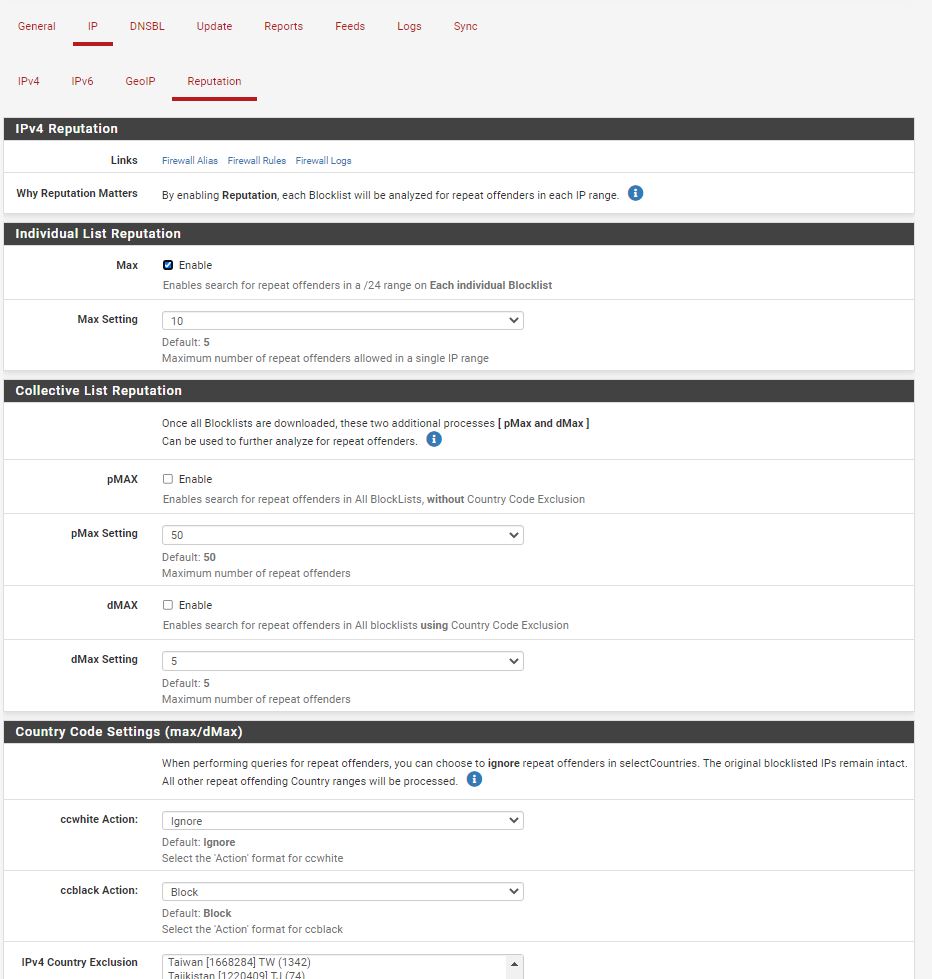 General IP DNSBL Update Reports Feeds Logs Sync
IPv4 IPv6 GeoIP Reputation
IPv4 Reputation
Links Firewall Alias Firewall Rules Firewall Logs
Why Reputation Matters By enabling Reputation, each Blocklist will be analyzed for repeat offenders in each IP range.
Individual List Reputation
Max Enable
Enables search for repeat offenders in a /24 range on Each individual Blocklist
Max Setting 10
Default: 5
Maximum number of repeat offenders allowed in a single IP range
Collective List Reputation
Once all Blocklists are downloaded, these two additional processes [ pMax and dMax ]
Can be used to further analyze for repeat offenders.
pMAX Enable
Enables search for repeat offenders in All BlockLists, without Country Code Exclusion
pMax Setting 50
Default: 50
Maximum number of repeat offenders
dMAX Enable
Enables search for repeat offenders in All blocklists using Country Code Exclusion
dMax Setting 5
Default: 5
Maximum number of repeat offenders
Country Code Settings (max/dMax)
When performing queries for repeat offenders, you can choose to ignore repeat offenders in selectCountries. The original blocklisted IPs remain intact.
All other repeat offending Country ranges will be processed.
ccwhite Action: Ignore
Default: Ignore
Select the 'Action' format for ccwhite
ccblack Action: Block
Default: Block
Select the 'Action' format for ccblack
IPv4 Country Exclusion Taiwan [1668284] TW (1342)
Tajikistan [1220409] TJ (74)